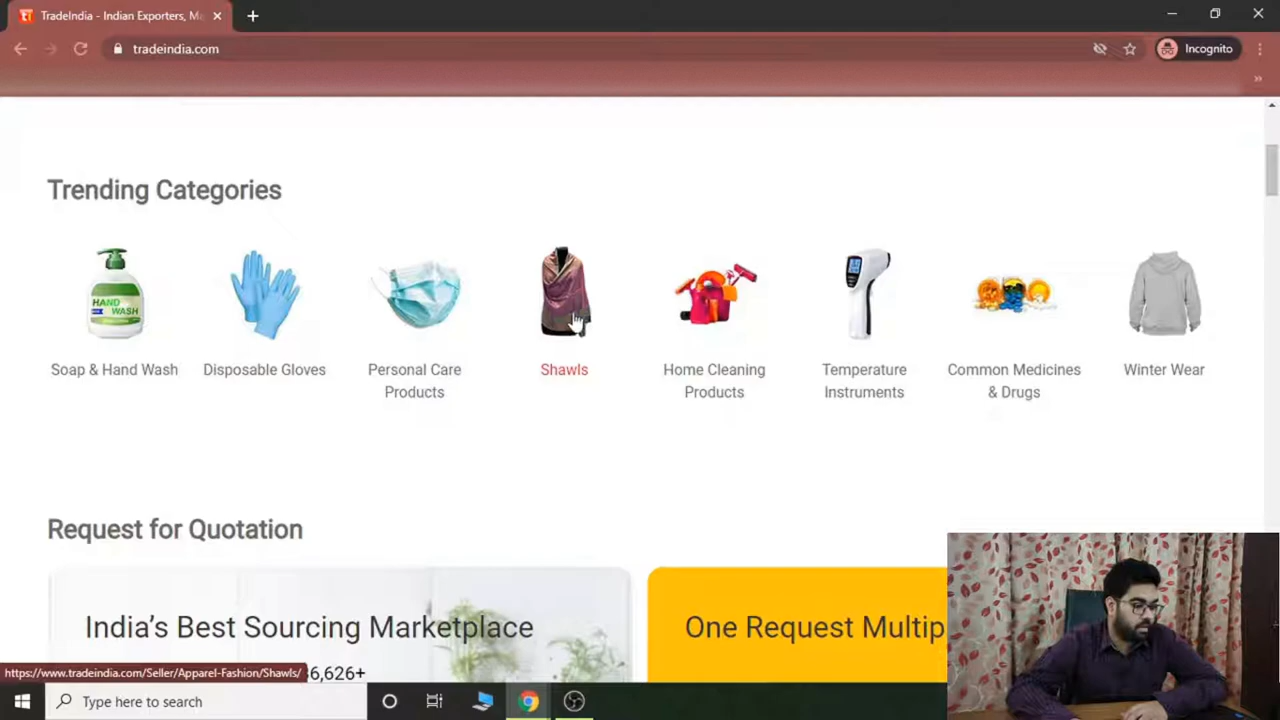 TradeIndia - Indian Exporters, M
tradeindia.com
Incognito
Trending Categories
HAND
WASH
Soap & Hand Wash
Disposable Gloves
Personal Care
Products
Shawls
Home Cleaning
Products
Temperature
Instruments
Common Medicines
& Drugs
Winter Wear
Request for Quotation
India's Best Sourcing Marketplace
6,626+
One Request Multip
https://www.tradeindia.com/Seller/Apparel-Fashion/Shawls/
Type here to search